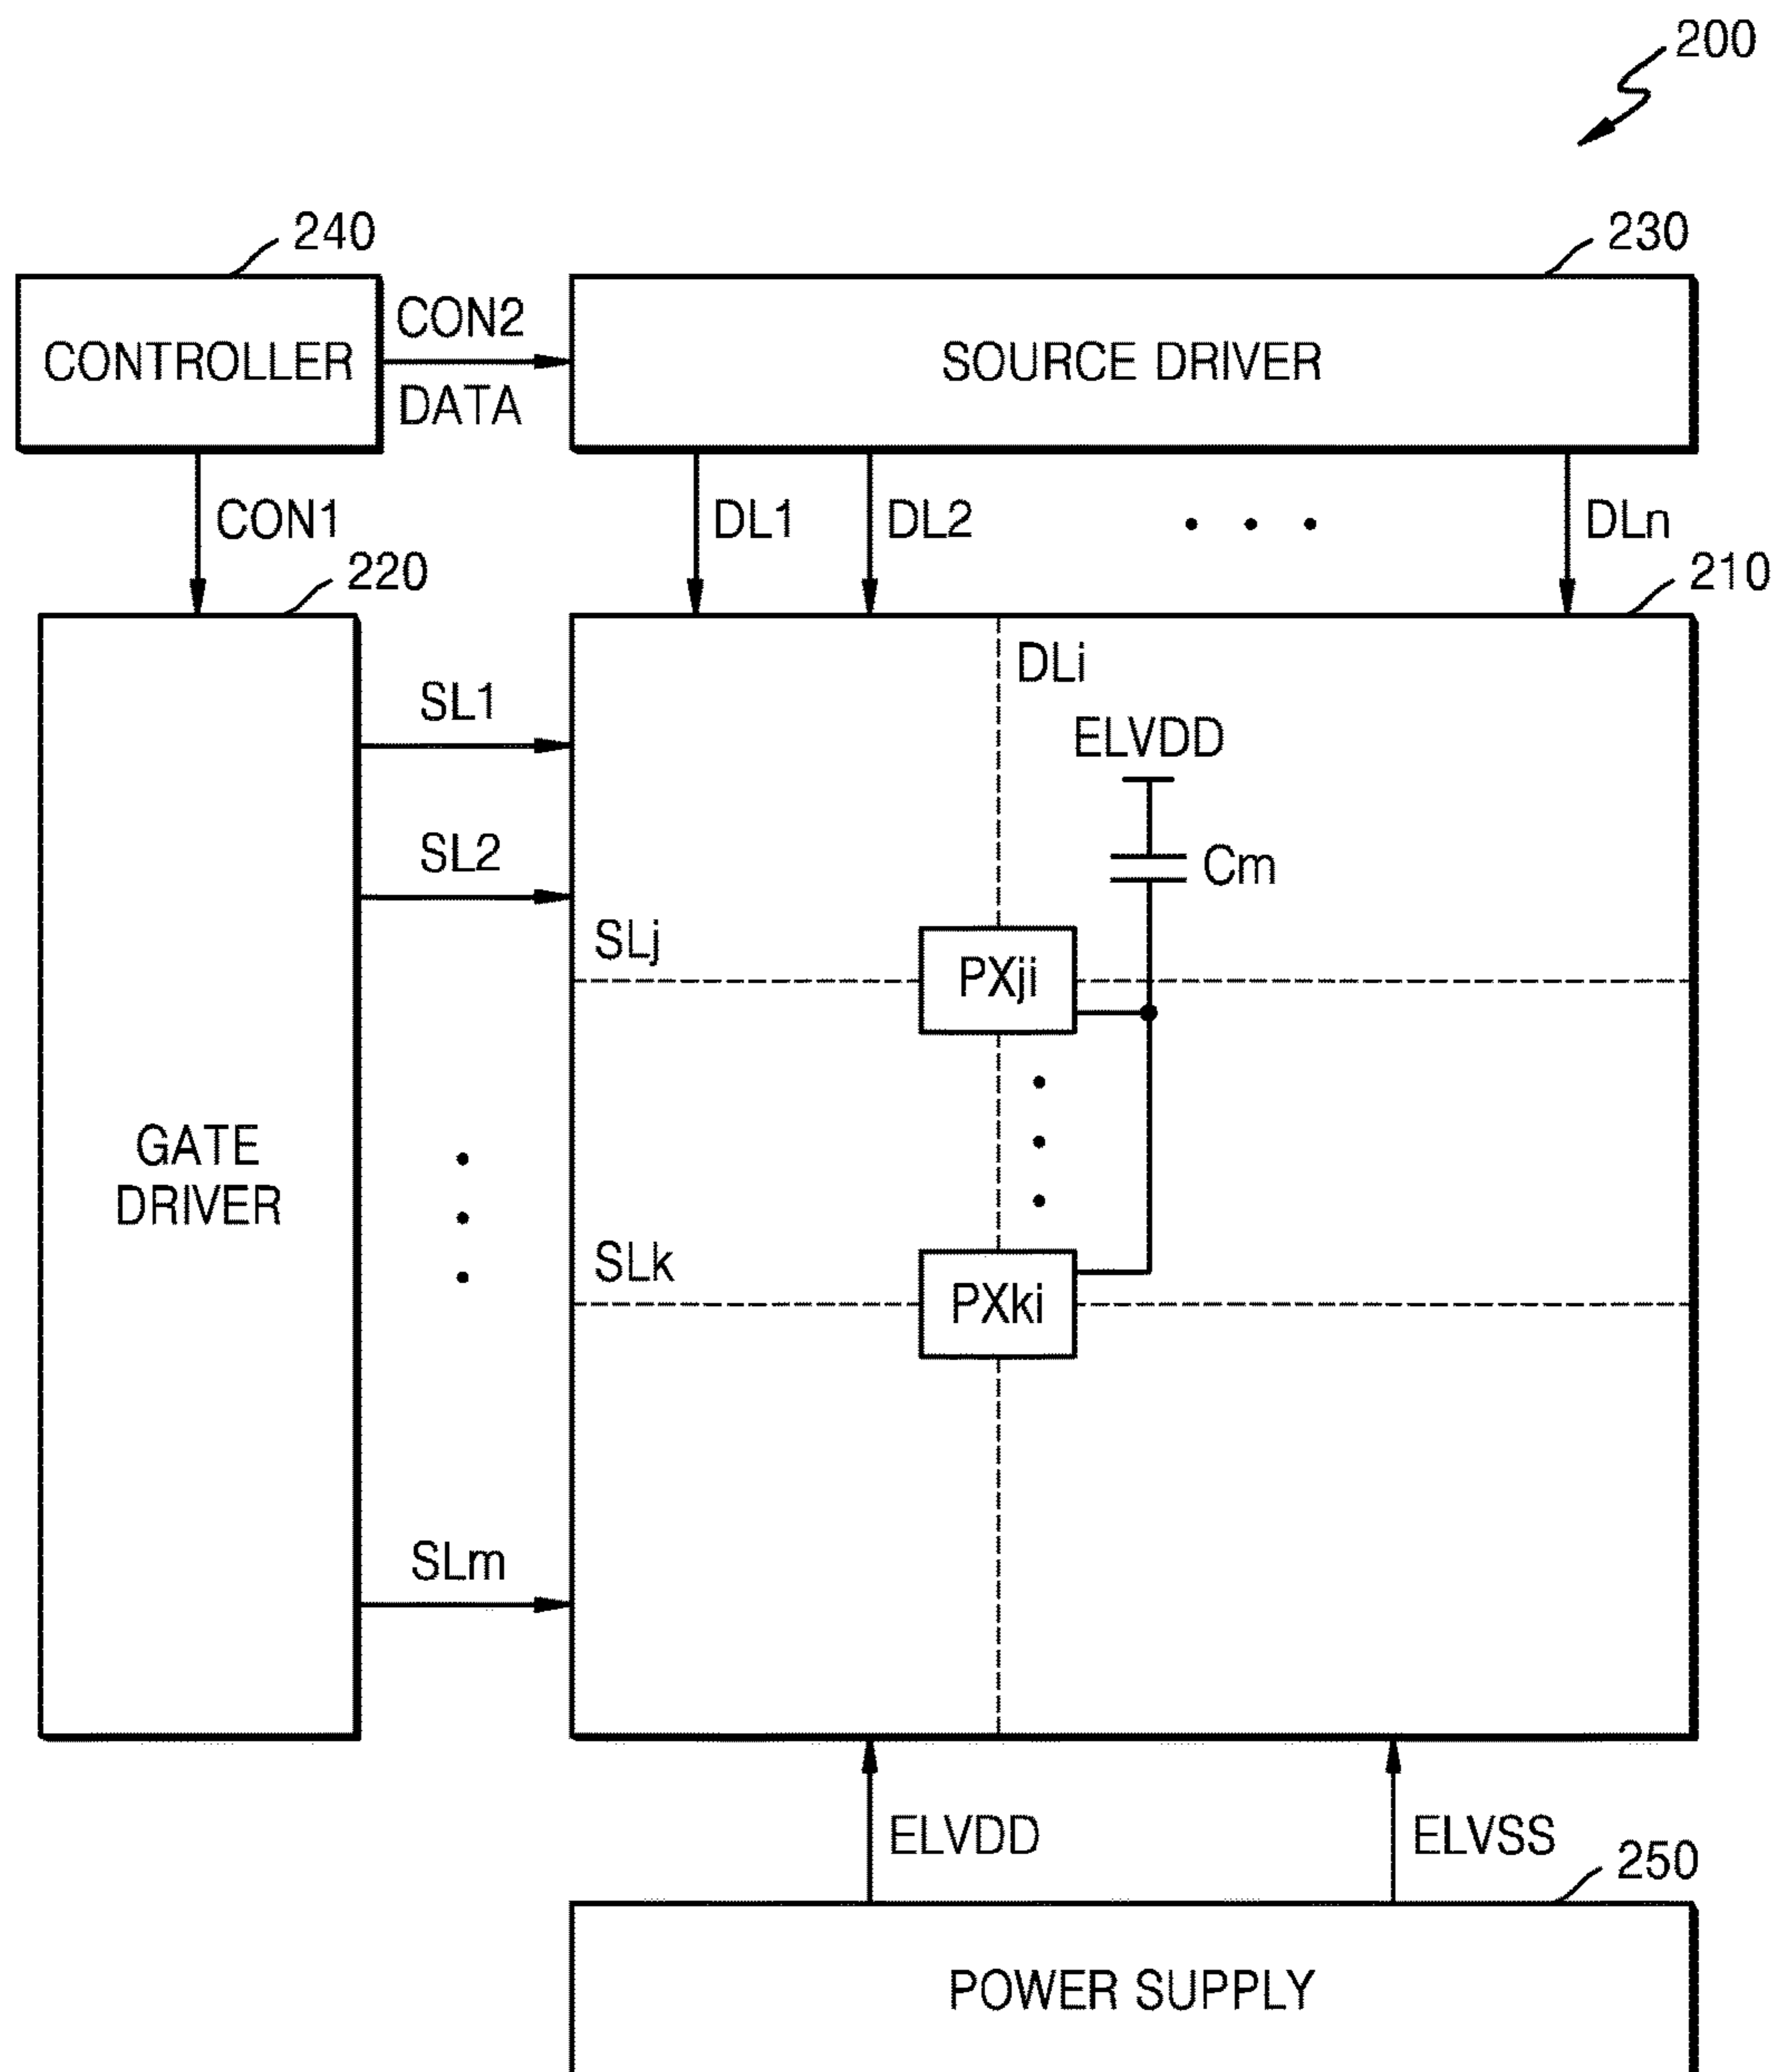 200
240
230
CONTROLLER
CON2
DATA
SOURCE DRIVER
CON1
DL1
DL2
. . .
DLn
220
210
DLi
SL1
ELVDD
SL2
Cm
SLj
PXji
GATE
DRIVER
SLk
PXki
SLm
ELVDD
ELVSS
250
POWER SUPPLY